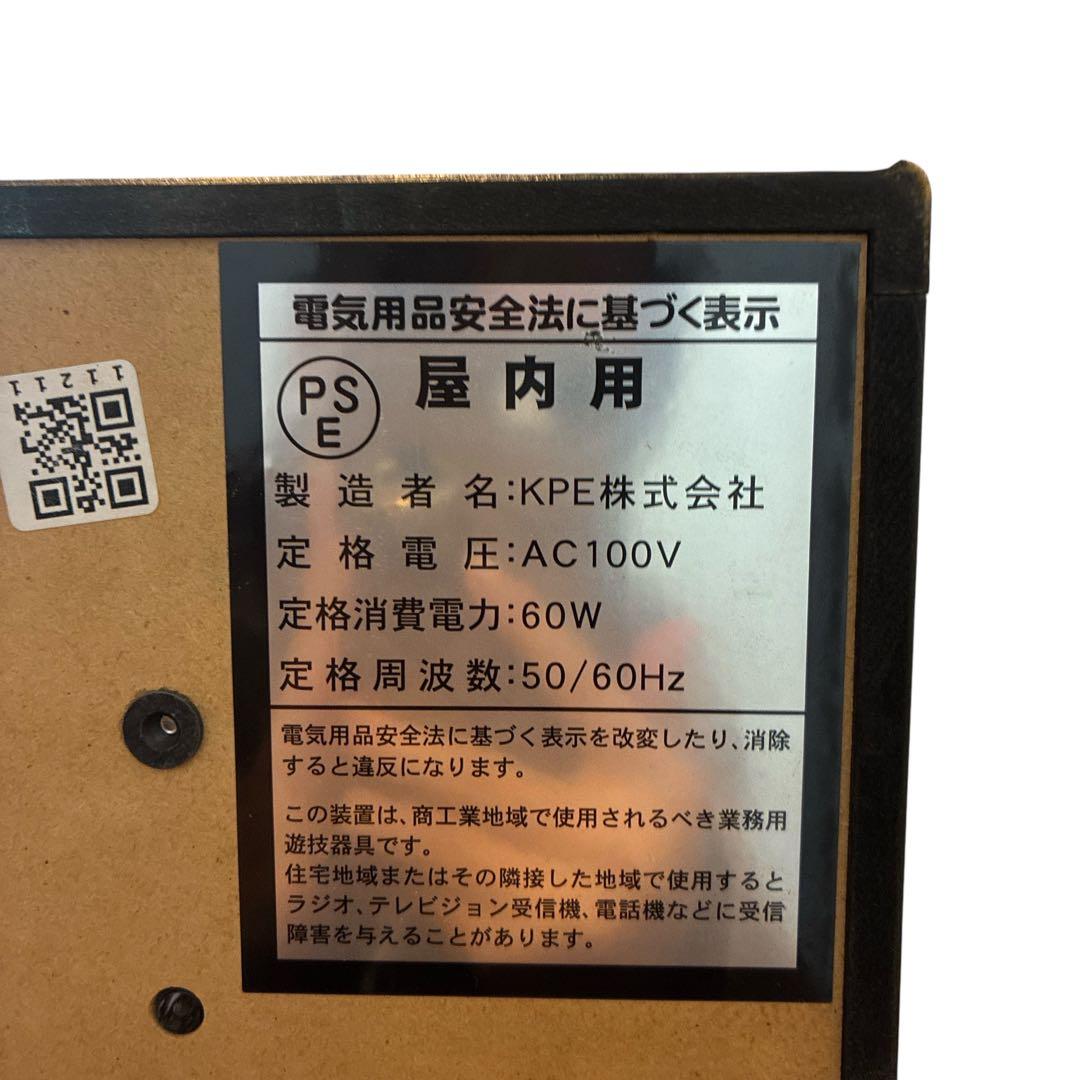 電気用品安全法に基づく表示
PSE 屋内用
製造者名:KPE株式会社
定格電圧:AC100V
定格消費電力:60W
定格周波数:50/60Hz
電気用品安全法に基づく表示を改変したり、消除
すると違反になります。
この装置は、商工業地域で使用されるべき業務用
遊技器具です。
住宅地域またはその隣接した地域で使用すると
ラジオ、テレビジョン受信機、電話機などに受信
障害を与えることがあります。
11211